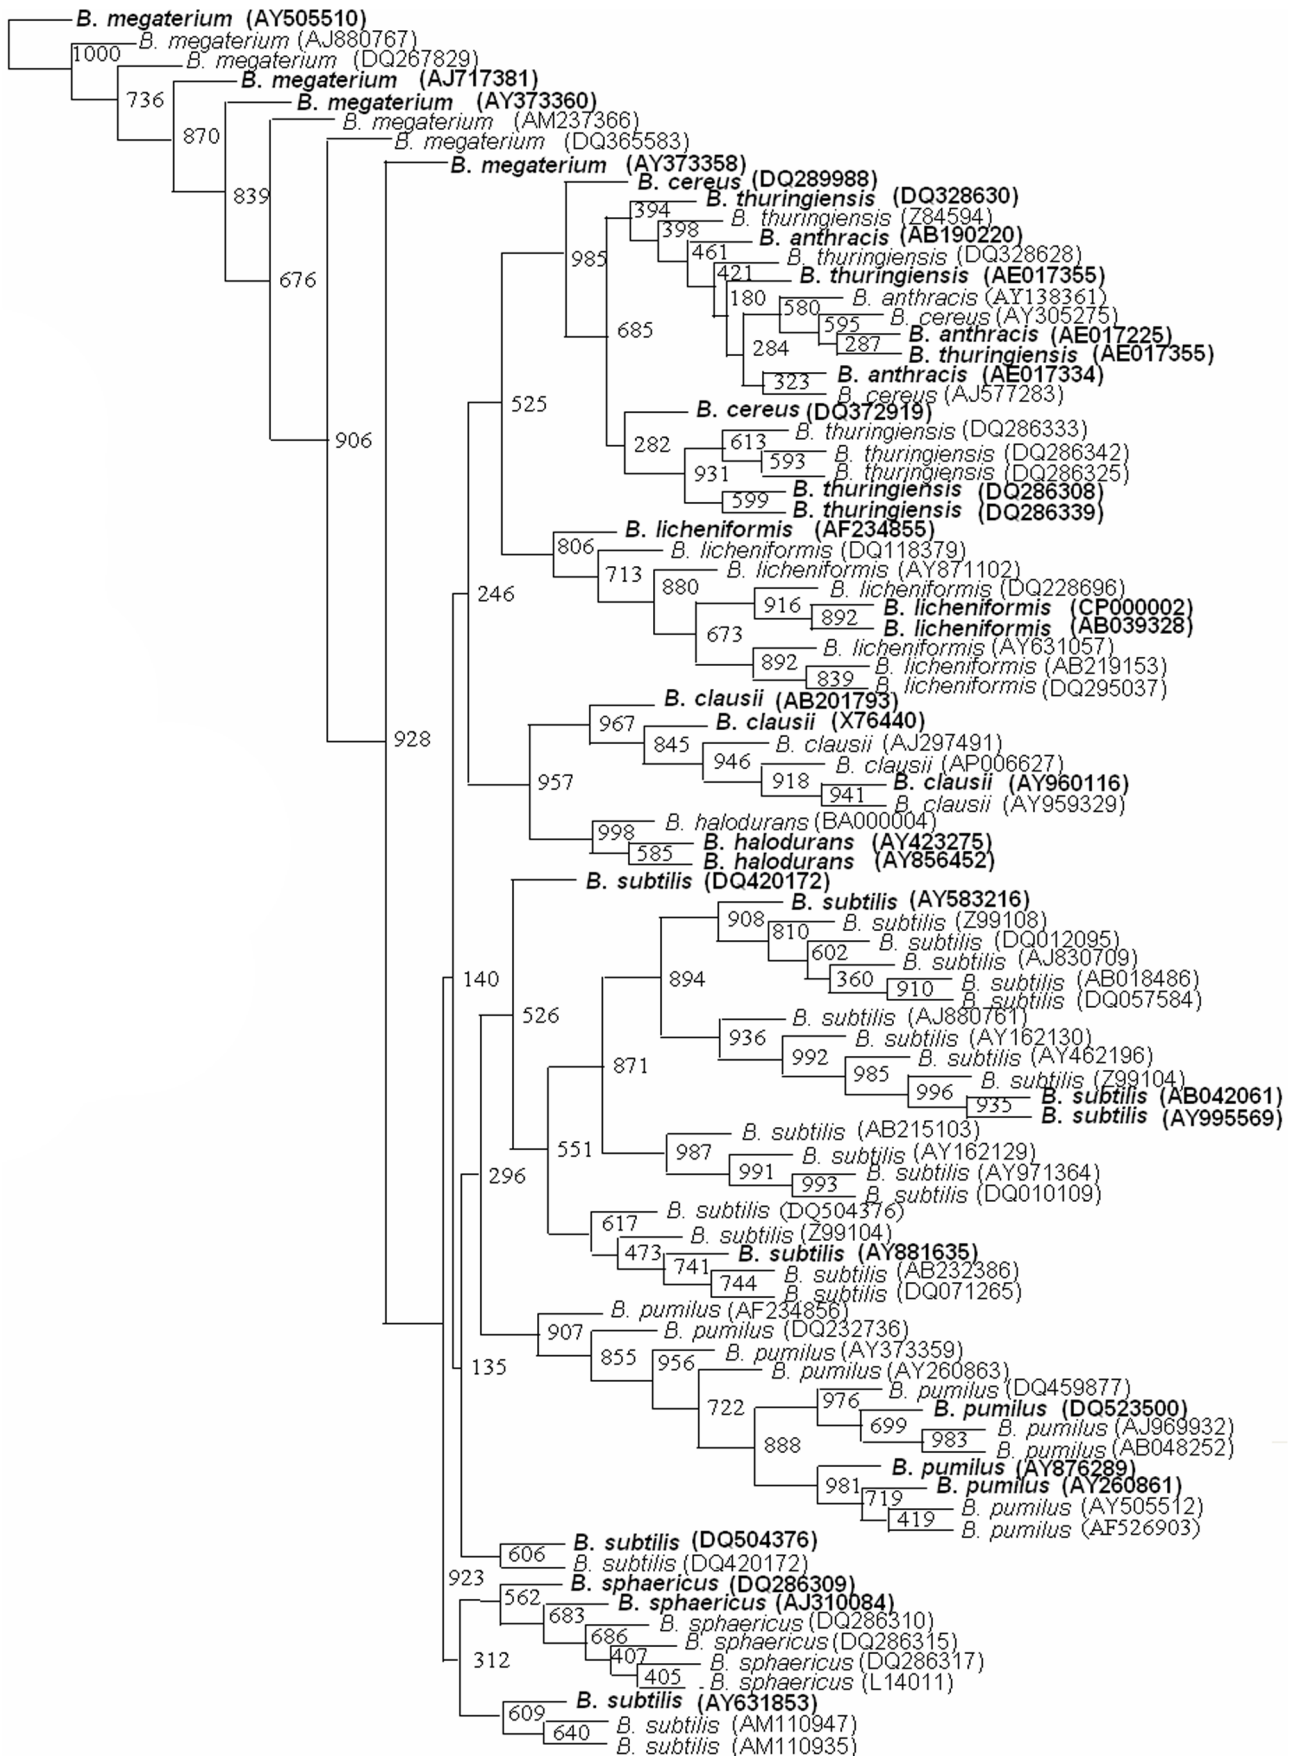 B. megaterium (AY505510)
1000 B. megaterium (AJ880767)
B. megaterium (DQ267829)
B. megaterium (AJ717381)
736 B. megaterium (AY373360)
B. megaterium (AM237366)
870 B. megaterium (DQ365583)
B. megaterium (AY373358)
B. cereus (DQ289988)
839 394 B. thuringiensis (DQ328630)
398 B. thuringiensis (Z84594)
461 B. anthracis (AB190220)
985 421 B. thuringiensis (DQ328628)
676 180 B. thuringiensis (AE017355)
580 B. anthracis (AY138361)
595 B. cereus (AY305275)
685 287 B. anthracis (AE017225)
284 B. thuringiensis (AE017355)
323 B. anthracis (AE017334)
B. cereus (AJ577283)
525 B. cereus (DQ372919)
906 282 613 B. thuringiensis (DQ286333)
593 B. thuringiensis (DQ286342)
931 B. thuringiensis (DQ286325)
599 B. thuringiensis (DQ286308)
B. thuringiensis (DQ286339)
806 B. licheniformis (AF234855)
713 B. licheniformis (DQ118379)
880 B. licheniformis (AY871102)
246 916 B. licheniformis (DQ228696)
892 B. licheniformis (CP000002)
673 B. licheniformis (AB039328)
892 B. licheniformis (AY631057)
839 B. licheniformis (AB219153)
B. licheniformis (DQ295037)
967 B. clausii (AB201793)
928 845 B. clausii (X76440)
946 B. clausii (AJ297491)
957 918 B. clausii (AP006627)
941 B. clausii (AY960116)
B. clausii (AY959329)
998 B. halodurans (BA000004)
585 B. halodurans (AY423275)
B. halodurans (AY856452)
B. subtilis (DQ420172)
908 B. subtilis (AY583216)
810 B. subtilis (Z99108)
602 B. subtilis (DQ012095)
140 894 360 B. subtilis (AJ830709)
910 B. subtilis (AB018486)
B. subtilis (DQ057584)
526 936 B. subtilis (AJ880761)
992 B. subtilis (AY162130)
871 985 B. subtilis (AY462196)
996 B. subtilis (Z99104)
935 B. subtilis (AB042061)
B. subtilis (AY995569)
551 987 B. subtilis (AB215103)
991 B. subtilis (AY162129)
296 993 B. subtilis (AY971364)
B. subtilis (DQ010109)
617 B. subtilis (DQ504376)
473 B. subtilis (Z99104)
741 B. subtilis (AY881635)
744 B. subtilis (AB232386)
B. subtilis (DQ071265)
907 B. pumilus (AF234856)
855 B. pumilus (DQ232736)
135 956 B. pumilus (AY373359)
B. pumilus (AY260863)
722 976 B. pumilus (DQ459877)
699 B. pumilus (DQ523500)
888 983 B. pumilus (AJ969932)
B. pumilus (AB048252)
981 B. pumilus (AY876289)
719 B. pumilus (AY260861)
419 B. pumilus (AY505512)
B. pumilus (AF526903)
606 B. subtilis (DQ504376)
B. subtilis (DQ420172)
923 562 B. sphaericus (DQ286309)
683 B. sphaericus (AJ310084)
686 B. sphaericus (DQ286310)
407 B. sphaericus (DQ286315)
312 405 B. sphaericus (DQ286317)
B. sphaericus (L14011)
609 B. subtilis (AY631853)
640 B. subtilis (AM110947)
B. subtilis (AM110935)